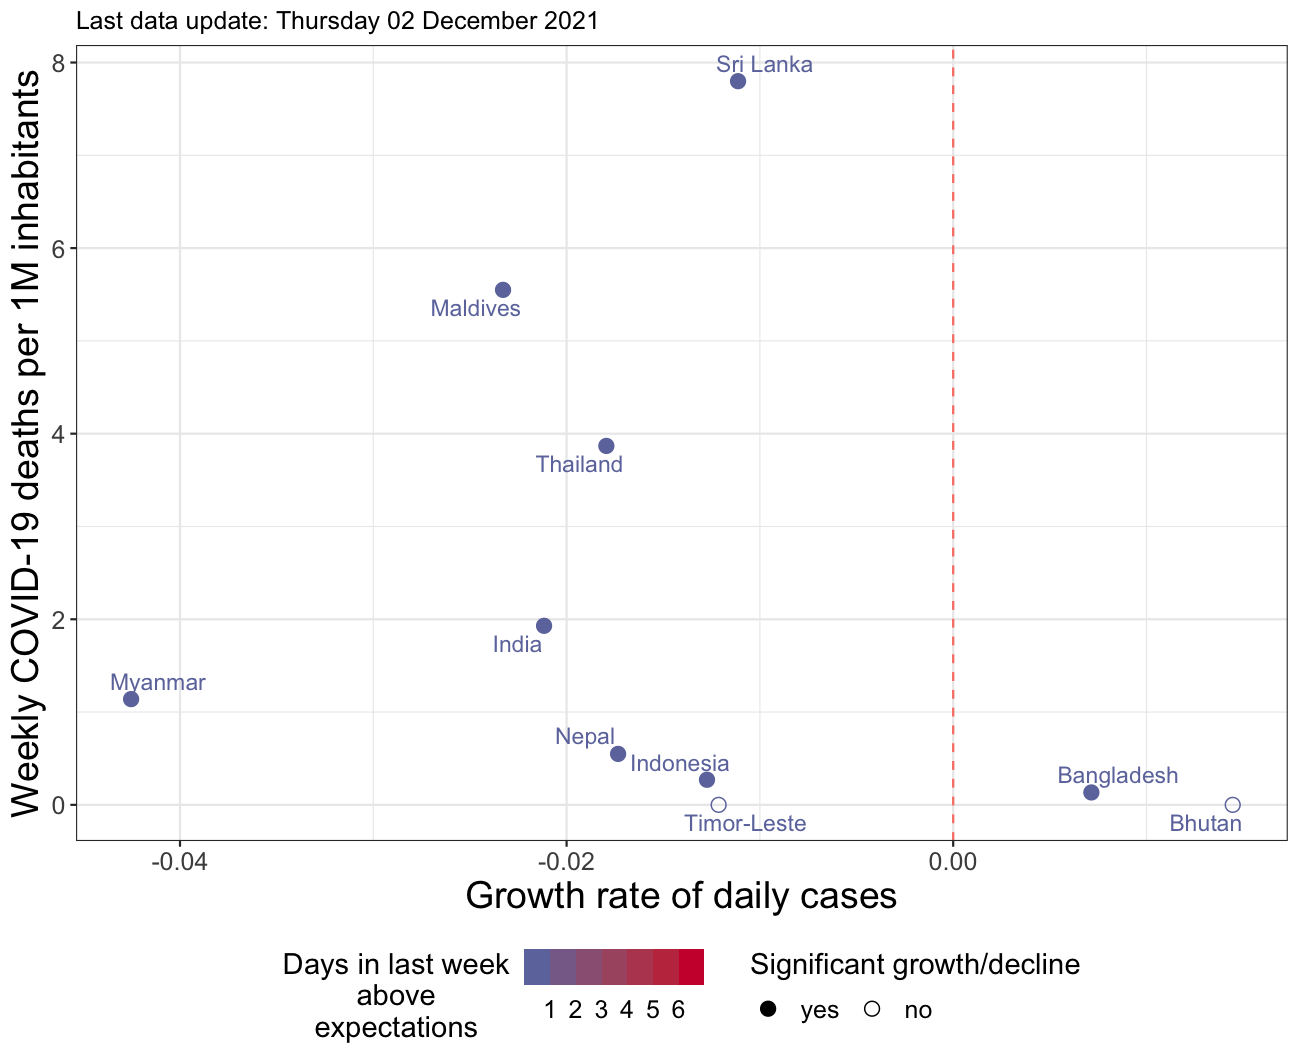 Last data update: Thursday 02 December 2021
Weekly COVID-19 deaths per 1M inhabitants
8
6
4
2
0
Sri Lanka
Maldives
Thailand
India
Myanmar
Nepal
Indonesia
Bangladesh
Timor-Leste
Bhutan
-0.04
-0.02
0.00
Growth rate of daily cases
Days in last week
above
expectations
1 2 3 4 5 6
Significant growth/decline
yes no